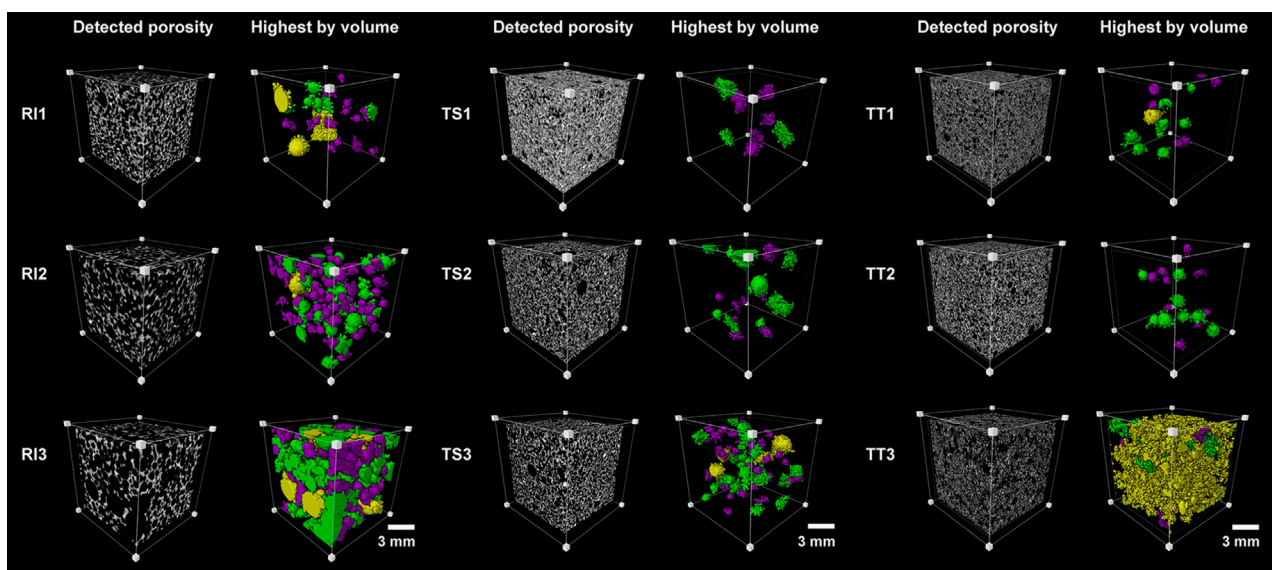 Detected porosity Highest by volume Detected porosity Highest by volume Detected porosity Highest by volume
RI1 TS1 TT1
RI2 TS2 TT2
RI3 TS3 TT3
3 mm 3 mm 3 mm